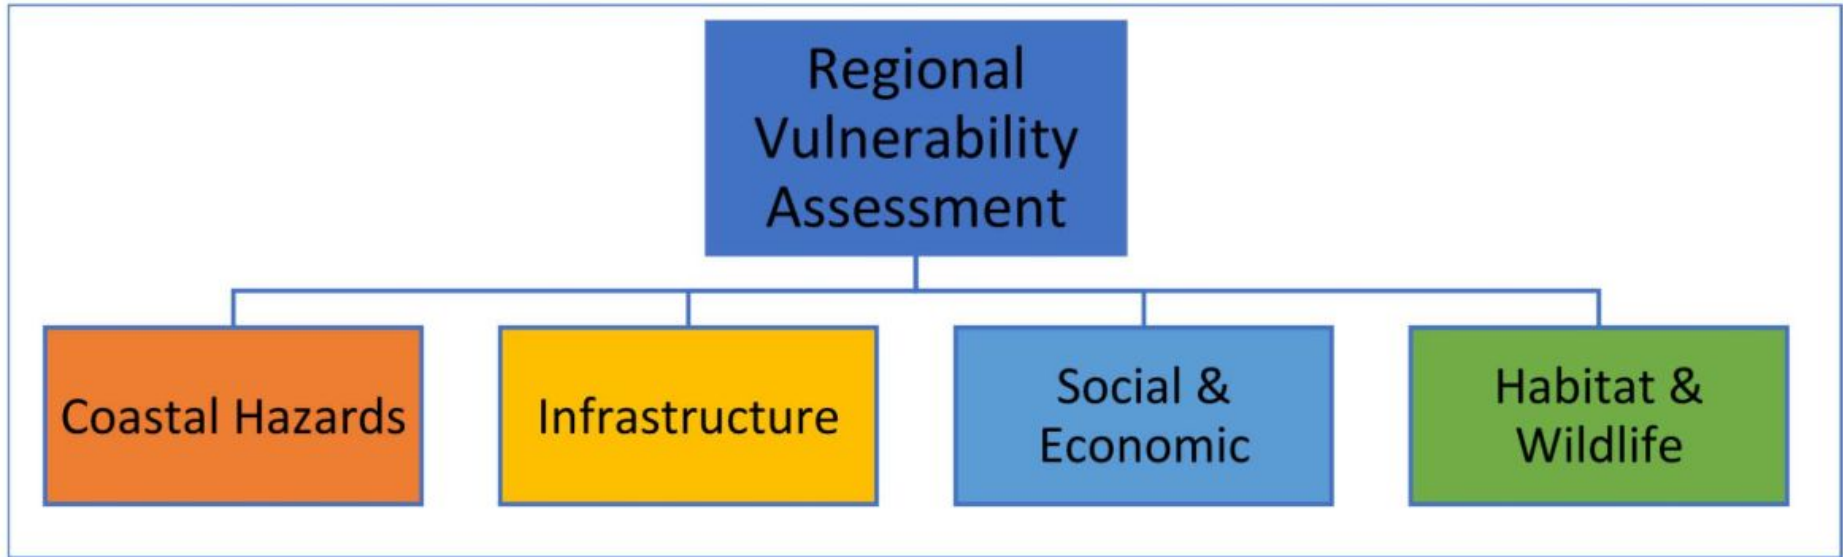 Regional
Vulnerability
Assessment
Coastal Hazards
Infrastructure
Social &
Economic
Habitat &
Wildlife